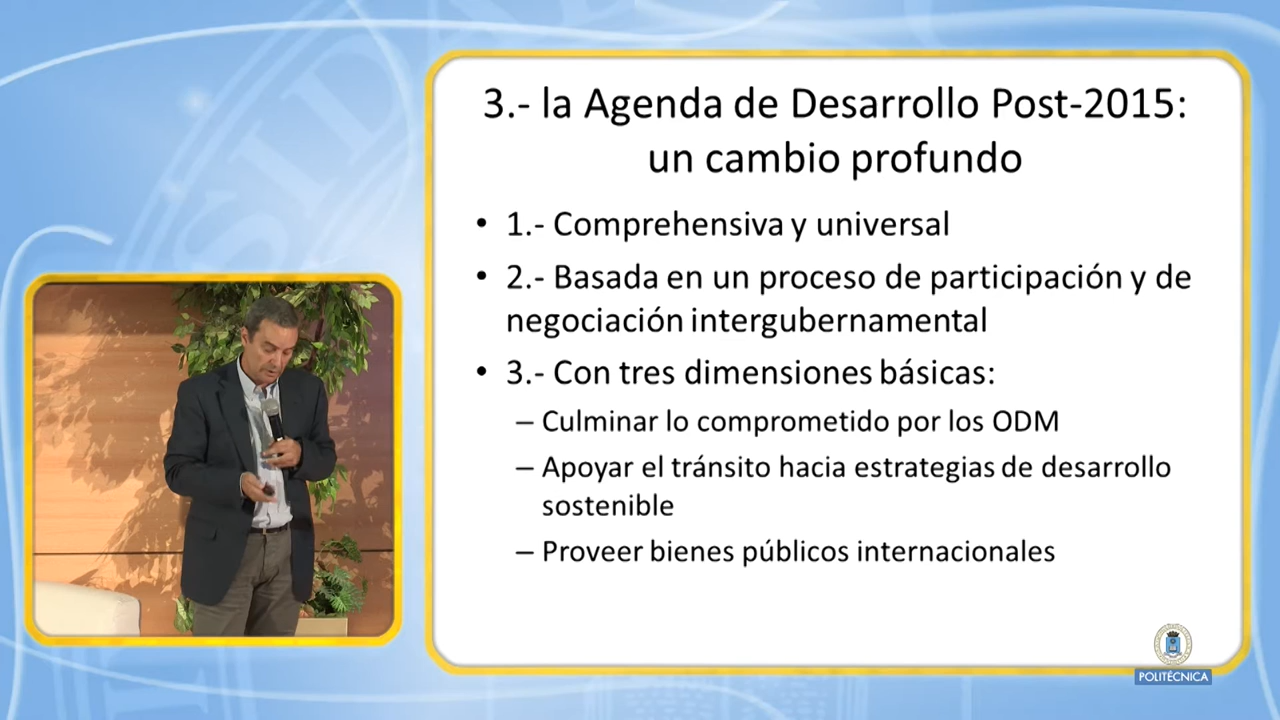 3.- la Agenda de Desarrollo Post-2015:
un cambio profundo
• 1.- Comprehensiva y universal
• 2.- Basada en un proceso de participación y de
negociación intergubernamental
• 3.- Con tres dimensiones básicas:
– Culminar lo comprometido por los ODM
– Apoyar el tránsito hacia estrategias de desarrollo
sostenible
– Proveer bienes públicos internacionales
POLITÉCNICA